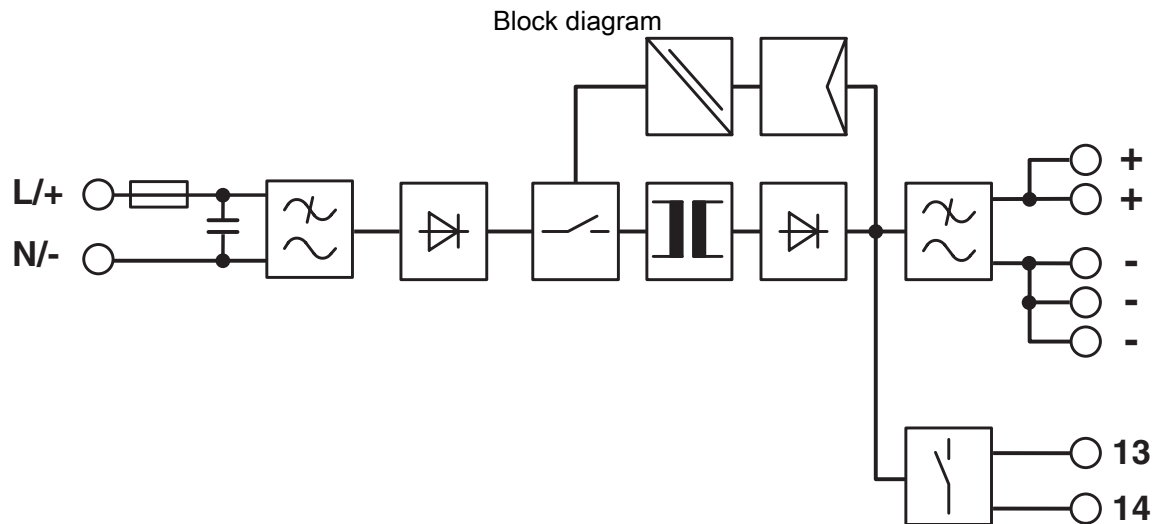 Block diagram
L/+
N/-
+
+
-
-
-
13
14